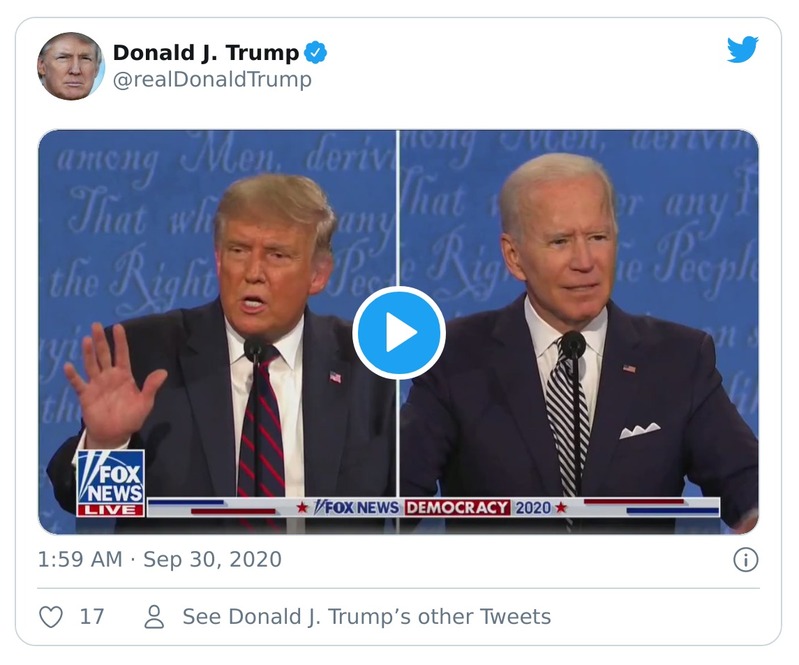 Donald J. Trump
@realDonaldTrump
among Men, deriv
That wh
any
the Right
Peo
among Men, derivin
That
er any F
Rig
he People
FOX
NEWS
LIVE
FOX NEWS DEMOCRACY 2020
1:59 AM · Sep 30, 2020
17
See Donald J. Trump’s other Tweets